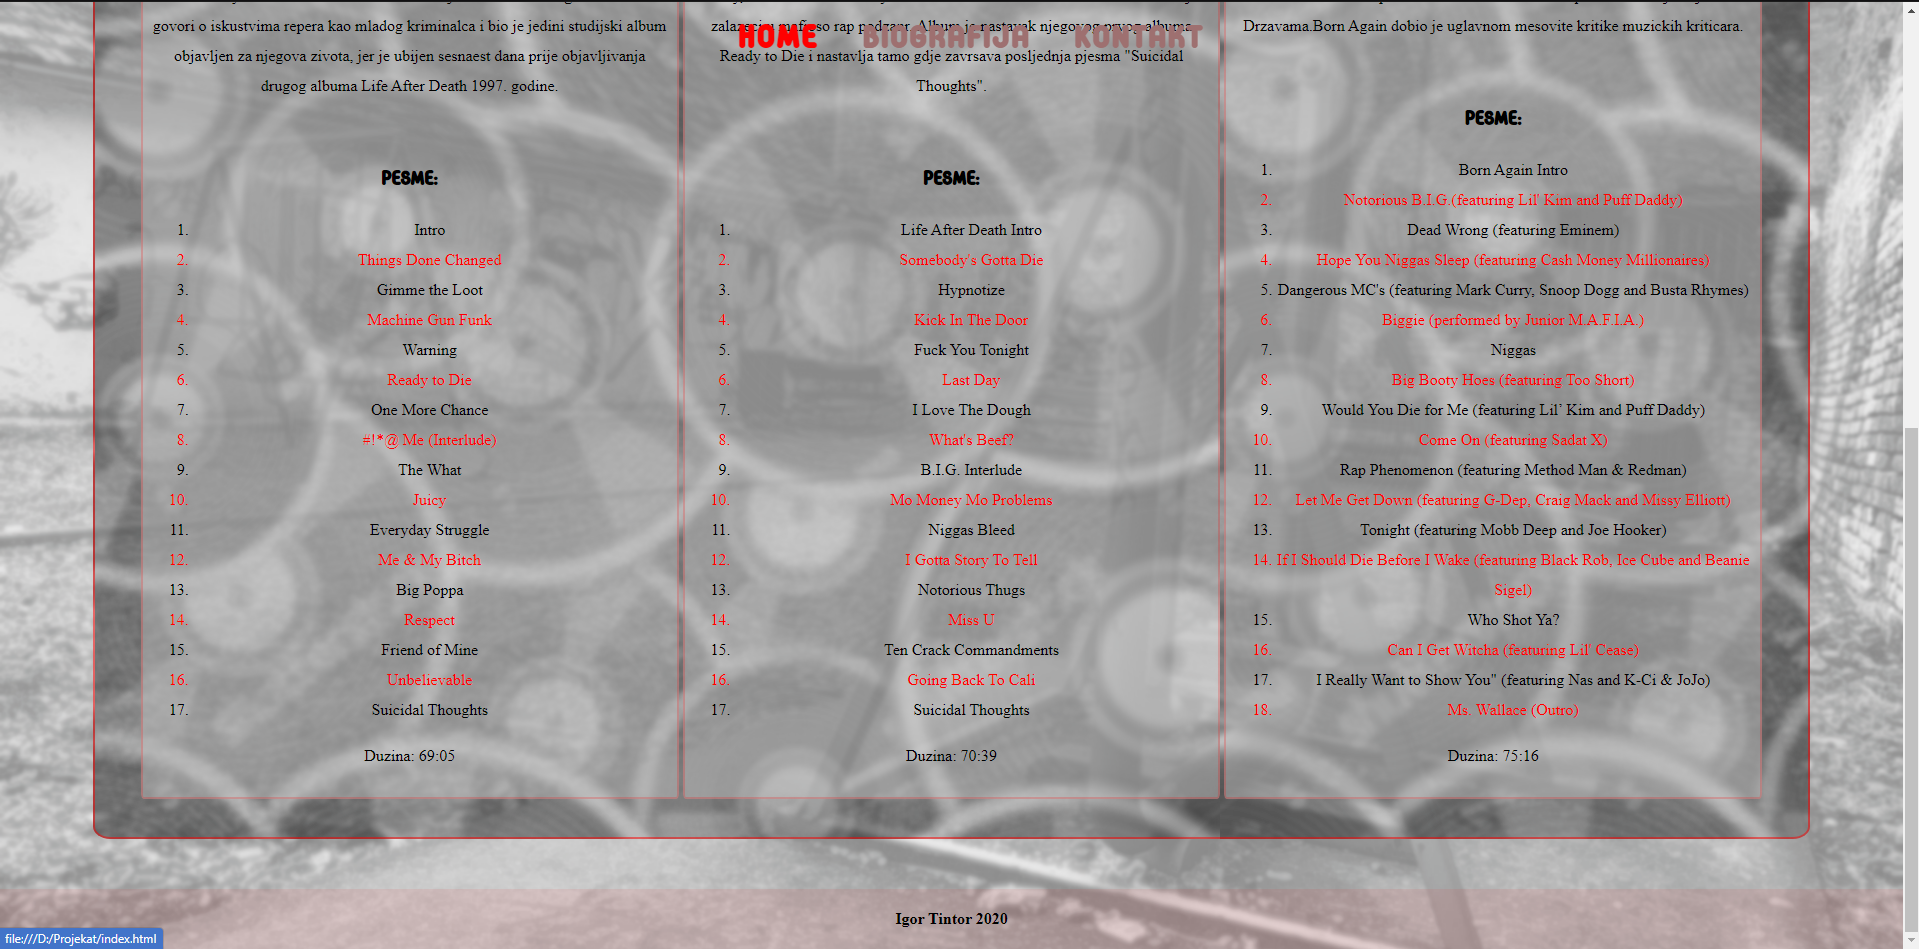 HOME BIOGRAFIJA KONTAKT
govori o iskustvima repera kao mladog kriminalca i bio je jedini studijski album
objavljen za njegova zivota, jer je ubijen sesnaest dana prije objavljivanja
drugog albuma Life After Death 1997. godine.
PESME:
1. Intro
2. Things Done Changed
3. Gimme the Loot
4. Machine Gun Funk
5. Warning
6. Ready to Die
7. One More Chance
8. #!*@ Me (Interlude)
9. The What
10. Juicy
11. Everyday Struggle
12. Me & My Bitch
13. Big Poppa
14. Respect
15. Friend of Mine
16. Unbelievable
17. Suicidal Thoughts
Duzina: 69:05
rap podzanr. Album je nastavak njegovog prvog albuma
Ready to Die i nastavlja tamo gdje zavrsava posljednja pjesma "Suicidal
Thoughts".
PESME:
1. Life After Death Intro
2. Somebody's Gotta Die
3. Hypnotize
4. Kick In The Door
5. Fuck You Tonight
6. Last Day
7. I Love The Dough
8. What's Beef?
9. B.I.G. Interlude
10. Mo Money Mo Problems
11. Niggas Bleed
12. I Gotta Story To Tell
13. Notorious Thugs
14. Miss U
15. Ten Crack Commandments
16. Going Back To Cali
17. Suicidal Thoughts
Duzina: 70:39
Drzavama.Born Again dobio je uglavnom mesovite kritike muzickih kriticara.
PESME:
1. Born Again Intro
2. Notorious B.I.G.(featuring Lil' Kim and Puff Daddy)
3. Dead Wrong (featuring Eminem)
4. Hope You Niggas Sleep (featuring Cash Money Millionaires)
5. Dangerous MC's (featuring Mark Curry, Snoop Dogg and Busta Rhymes)
6. Biggie (performed by Junior M.A.F.I.A.)
7. Niggas
8. Big Booty Hoes (featuring Too Short)
9. Would You Die for Me (featuring Lil’ Kim and Puff Daddy)
10. Come On (featuring Sadat X)
11. Rap Phenomenon (featuring Method Man & Redman)
12. Let Me Get Down (featuring G-Dep, Craig Mack and Missy Elliott)
13. Tonight (featuring Mobb Deep and Joe Hooker)
14. If I Should Die Before I Wake (featuring Black Rob, Ice Cube and Beanie
Sigel)
15. Who Shot Ya?
16. Can I Get Witcha (featuring Lil' Cease)
17. I Really Want to Show You" (featuring Nas and K-Ci & JoJo)
18. Ms. Wallace (Outro)
Duzina: 75:16
Igor Tintor 2020
file:///D:/Projekat/index.html